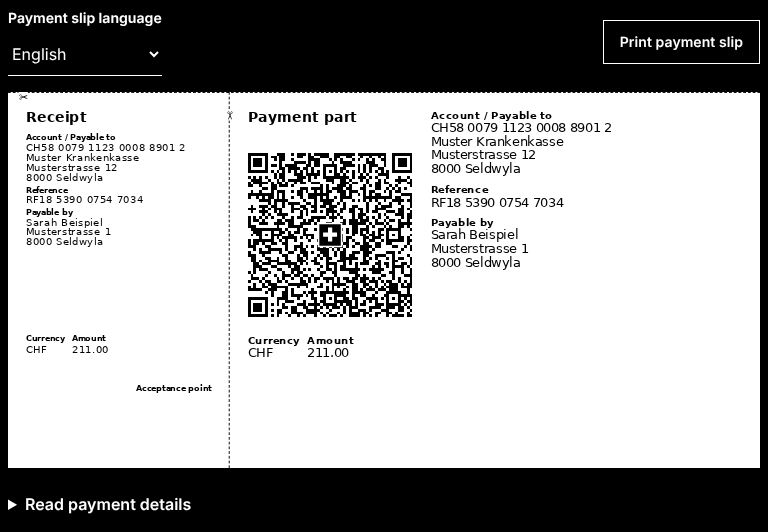 Payment slip language
English
Print payment slip
Receipt
Account / Payable to
CH58 0079 1123 0008 8901 2
Muster Krankenkasse
Musterstrasse 12
8000 Seldwyla
Reference
RF18 5390 0754 7034
Payable by
Sarah Beispiel
Musterstrasse 1
8000 Seldwyla
Currency Amount
CHF 211.00
Acceptance point
Payment part
Currency Amount
CHF 211.00
Account / Payable to
CH58 0079 1123 0008 8901 2
Muster Krankenkasse
Musterstrasse 12
8000 Seldwyla
Reference
RF18 5390 0754 7034
Payable by
Sarah Beispiel
Musterstrasse 1
8000 Seldwyla
Read payment details